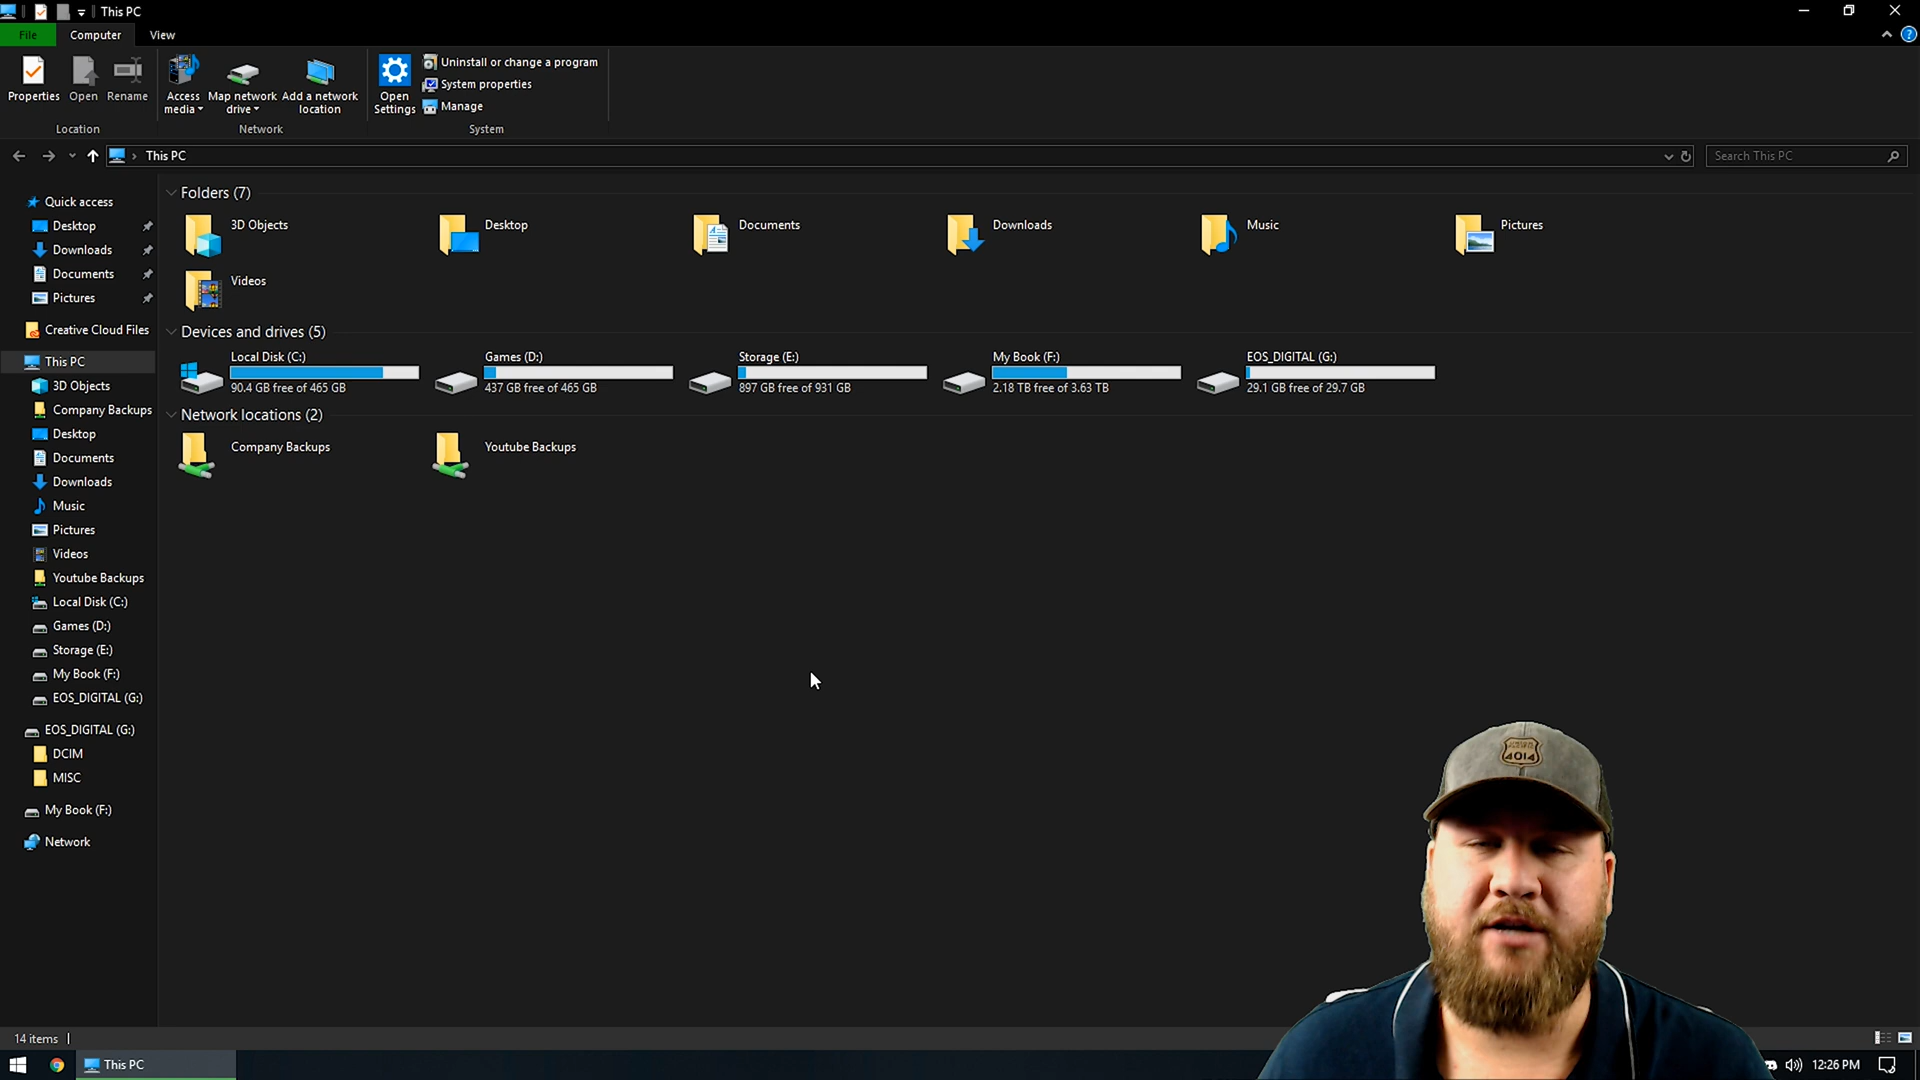 This PC
File
Computer
View
Properties
Open
Rename
Access media
Map network drive
Add a network location
Open Settings
Uninstall or change a program
System properties
Manage
Location
Network
System
This PC
Search This PC
Quick access
Desktop
Downloads
Documents
Pictures
Creative Cloud Files
This PC
3D Objects
Company Backups
Desktop
Documents
Downloads
Music
Pictures
Videos
Youtube Backups
Local Disk (C:)
Games (D:)
Storage (E:)
My Book (F:)
EOS_DIGITAL (G:)
EOS_DIGITAL (G:)
DCIM
MISC
My Book (F:)
Network
Folders (7)
3D Objects
Desktop
Documents
Downloads
Music
Pictures
Videos
Devices and drives (5)
Local Disk (C:)
90.4 GB free of 465 GB
Games (D:)
437 GB free of 465 GB
Storage (E:)
897 GB free of 931 GB
My Book (F:)
2.18 TB free of 3.63 TB
EOS_DIGITAL (G:)
29.1 GB free of 29.7 GB
Network locations (2)
Company Backups
Youtube Backups
4014
14 items
This PC
12:26 PM